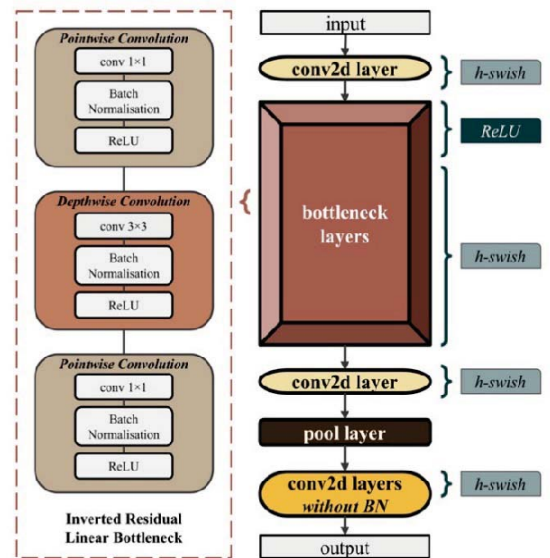 Pointwise Convolution
conv 1×1
Batch
Normalisation
ReLU
Depthwise Convolution
conv 3×3
Batch
Normalisation
ReLU
Pointwise Convolution
conv 1×1
Batch
Normalisation
ReLU
Inverted Residual
Linear Bottleneck
input
conv2d layer
h-swish
ReLU
bottleneck
layers
h-swish
conv2d layer
h-swish
pool layer
conv2d layers
without BN
h-swish
output